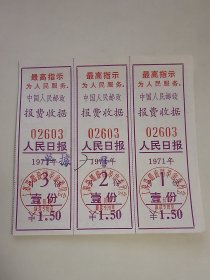 最高指示
为人民服务。
中国人民邮政
报费收据
02603
人民日报
1971年
3
壹份
¥1.50
最高指示
为人民服务。
中国人民邮政
报费收据
02603
人民日报
2
壹份
¥1.50
最高指示
为人民服务。
中国人民邮政
报费收据
02603
人民日报
1971年
1
壹份
¥1.50